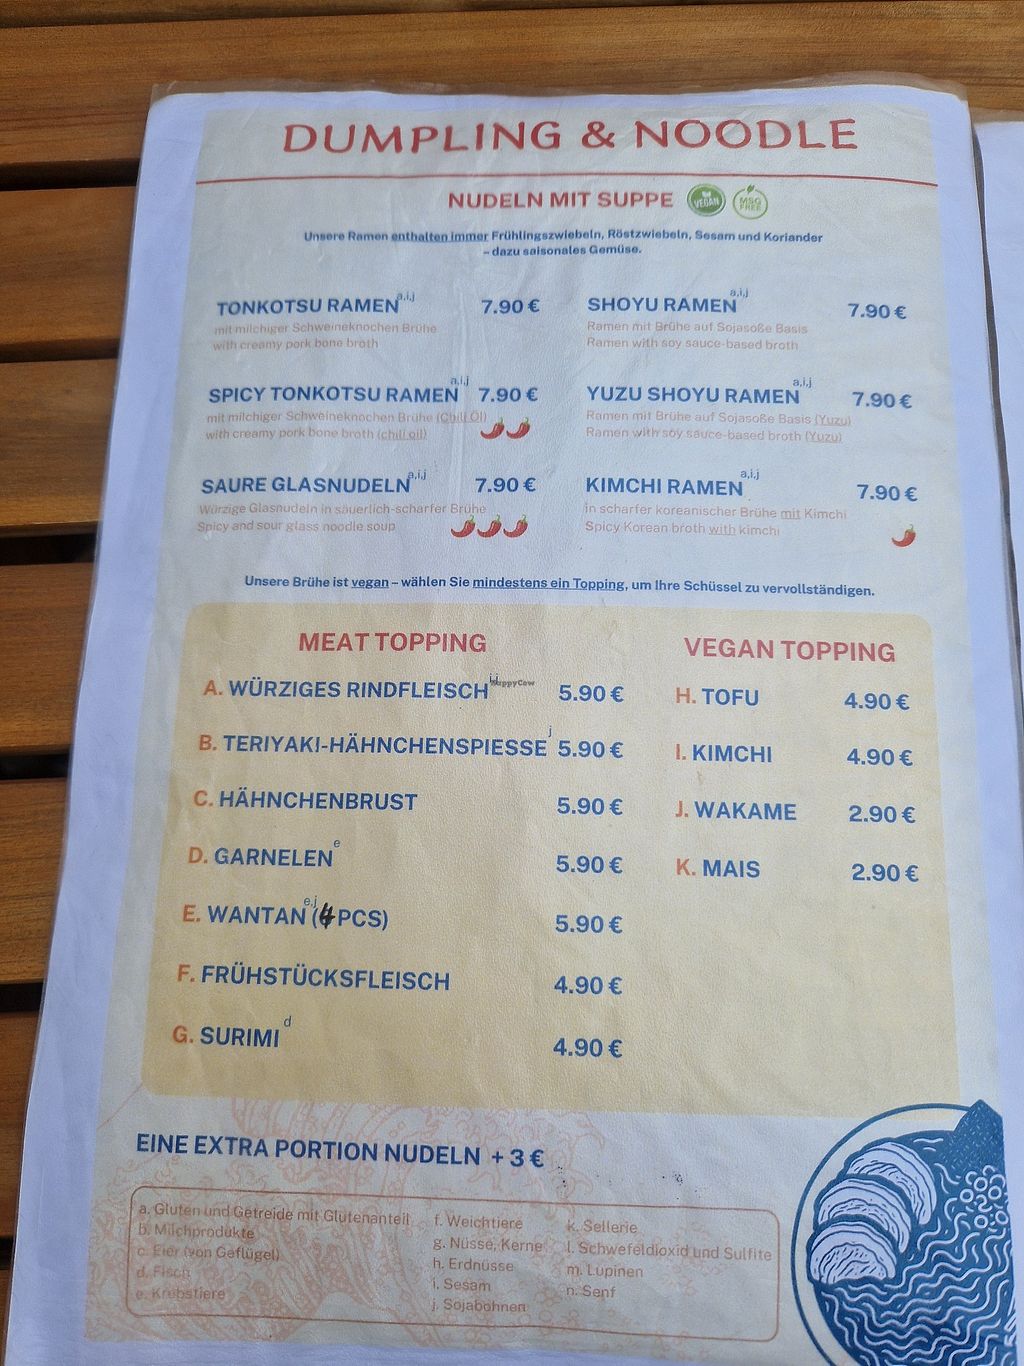 DUMPLING & NOODLE
NUDELN MIT SUPPE VEGAN MSG FREE
Unsere Ramen enthalten immer Frühlingszwiebeln, Röstzwiebeln, Sesam und Koriander
– dazu saisonales Gemüse.
TONKOTSU RAMEN a,i,j 7.90 €
mit milchiger Schweineknochen Brühe
with creamy pork bone broth
SHOYU RAMEN a,i,j 7.90 €
Ramen mit Brühe auf Sojasoße Basis
Ramen with soy sauce-based broth
SPICY TONKOTSU RAMEN a,i,j 7.90 €
mit milchiger Schweineknochen Brühe (Chili Öl)
with creamy pork bone broth (chili oil)
YUZU SHOYU RAMEN a,i,j 7.90 €
Ramen mit Brühe auf Sojasoße Basis (Yuzu)
Ramen with soy sauce-based broth (Yuzu)
SAURE GLASNUDELN a,i,j 7.90 €
Würzige Glasnudeln in säuerlich-scharfer Brühe
Spicy and sour glass noodle soup
KIMCHI RAMEN a,i,j 7.90 €
in scharfer koreanischer Brühe mit Kimchi
Spicy Korean broth with kimchi
Unsere Brühe ist vegan – wählen Sie mindestens ein Topping, um Ihre Schüssel zu vervollständigen.
MEAT TOPPING
A. WÜRZIGES RINDFLEISCH i,j 5.90 €
HappyCow
B. TERIYAKI-HÄHNCHENSPIESSE j 5.90 €
C. HÄHNCHENBRUST 5.90 €
D. GARNELEN e 5.90 €
E. WANTAN e,j (4 PCS) 5.90 €
F. FRÜHSTÜCKSFLEISCH 4.90 €
G. SURIMI d 4.90 €
VEGAN TOPPING
H. TOFU 4.90 €
I. KIMCHI 4.90 €
J. WAKAME 2.90 €
K. MAIS 2.90 €
EINE EXTRA PORTION NUDELN + 3 €
a. Gluten und Getreide mit Glutenanteil
b. Milchprodukte
c. Eier (von Geflügel)
d. Fisch
e. Krebstiere
f. Weichtiere
g. Nüsse, Kerne
h. Erdnüsse
i. Sesam
j. Sojabohnen
k. Sellerie
l. Schwefeldioxid und Sulfite
m. Lupinen
n. Senf